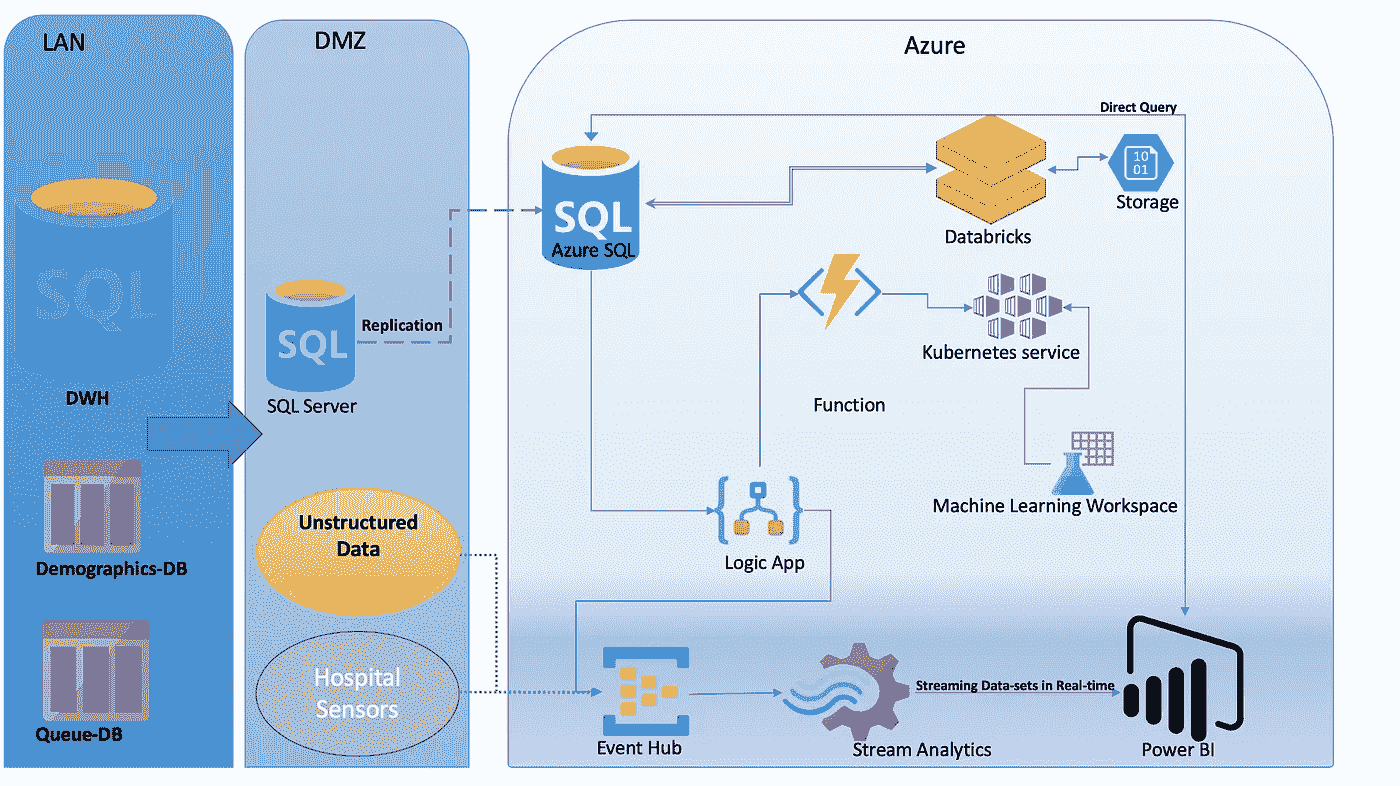 LAN
DMZ
Azure
Direct Query
SQL
Azure SQL
10
01
Storage
Databricks
SQL
DWH
Replication
SQL
SQL Server
Kubernetes service
Function
Unstructured
Data
Machine Learning Workspace
Logic App
Demographics-DB
Hospital
Sensors
Streaming Data-sets in Real-time
Queue-DB
Event Hub
Stream Analytics
Power BI